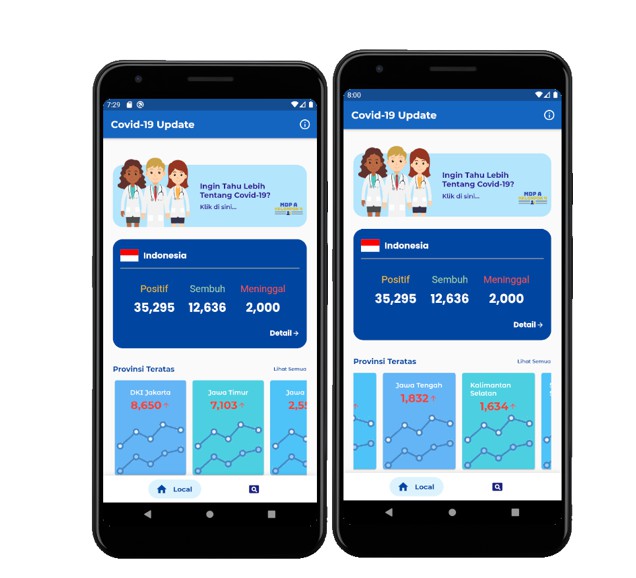 7:29
Covid-19 Update
Ingin Tahu Lebih
Tentang Covid-19?
Klik di sini...
MDP A
Indonesia
Positif Sembuh Meninggal
35,295 12,636 2,000
Detail
Provinsi Teratas
Lihat Semua
DKI Jakarta
8,650
Jawa Timur
7,103
Jawa
2,5
Local
8:00
Covid-19 Update
Ingin Tahu Lebih
Tentang Covid-19?
Klik di sini...
MDP A
Indonesia
Positif Sembuh Meninggal
35,295 12,636 2,000
Detail
Provinsi Teratas
Lihat Semua
Jawa Tengah
1,832
Kalimantan
Selatan
1,634
Local